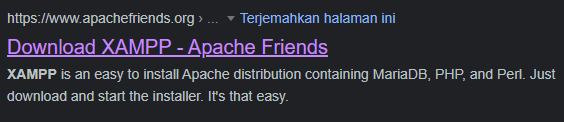 https://www.apachefriends.org › ... Terjemahkan halaman ini
Download XAMPP - Apache Friends
XAMPP is an easy to install Apache distribution containing MariaDB, PHP, and Perl. Just
download and start the installer. It's that easy.